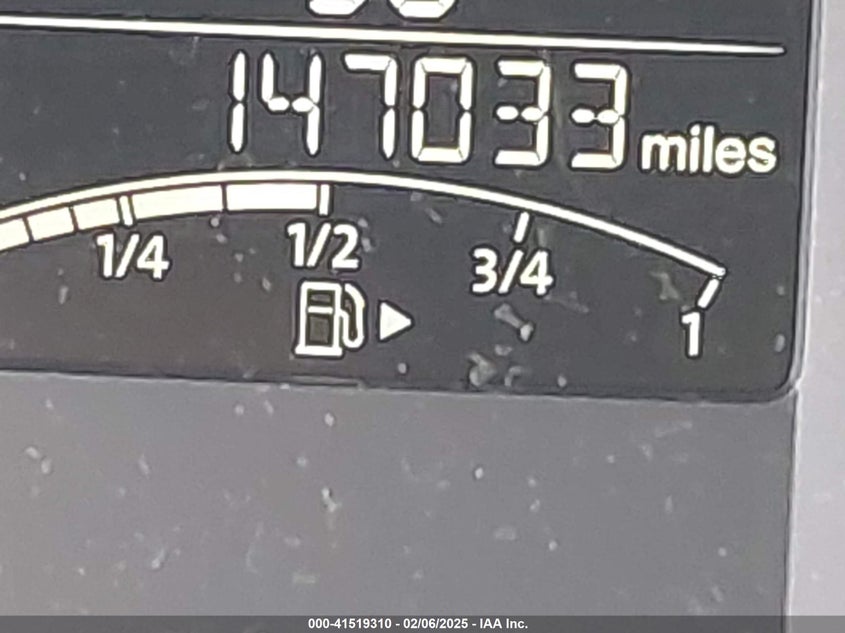 147033 miles
1/4 1/2 3/4 1
000-41519310 - 02/06/2025 - IAA Inc.